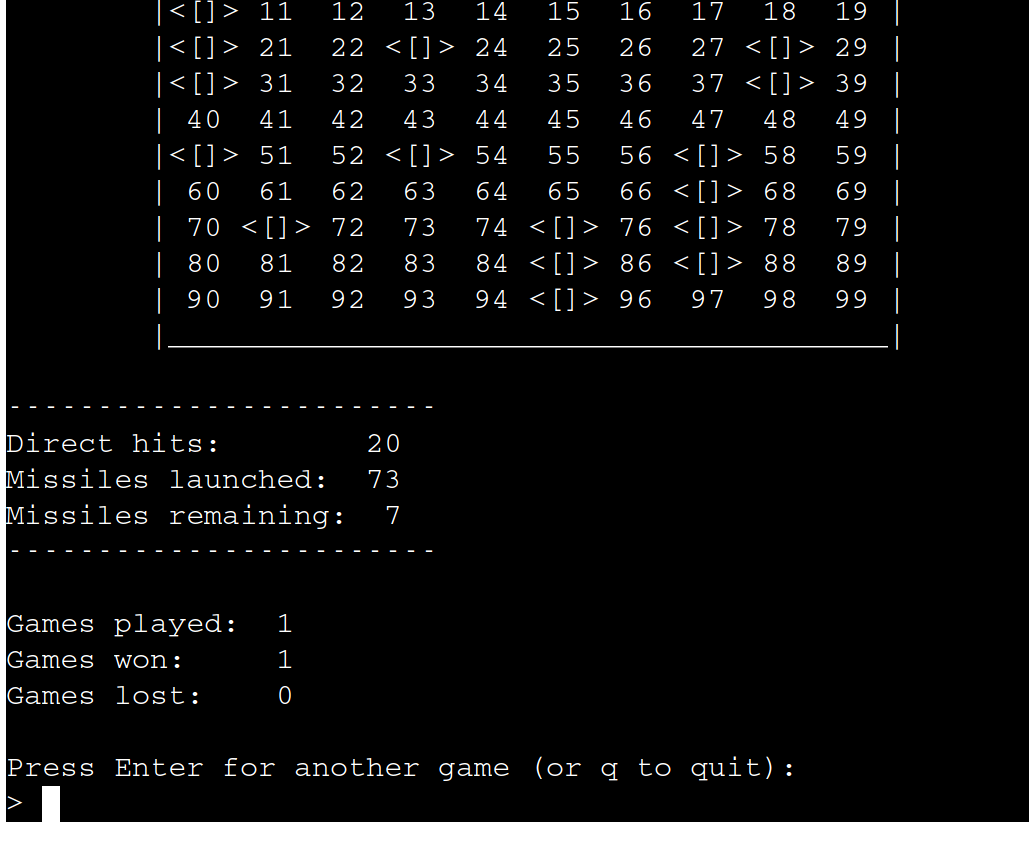 |<[]> 11  12  13  14  15  16  17  18  19 |
|<[]> 21  22 <[]> 24  25  26  27 <[]> 29 |
|<[]> 31  32  33  34  35  36  37 <[]> 39 |
| 40  41  42  43  44  45  46  47  48  49 |
|<[]> 51  52 <[]> 54  55  56 <[]> 58  59 |
| 60  61  62  63  64  65  66 <[]> 68  69 |
| 70 <[]> 72  73  74 <[]> 76 <[]> 78  79 |
| 80  81  82  83  84 <[]> 86 <[]> 88  89 |
| 90  91  92  93  94 <[]> 96  97  98  99 |
|________________________________________|
------------------------
Direct hits:        20
Missiles launched:  73
Missiles remaining:  7
------------------------
Games played:  1
Games won:     1
Games lost:    0
Press Enter for another game (or q to quit):
>